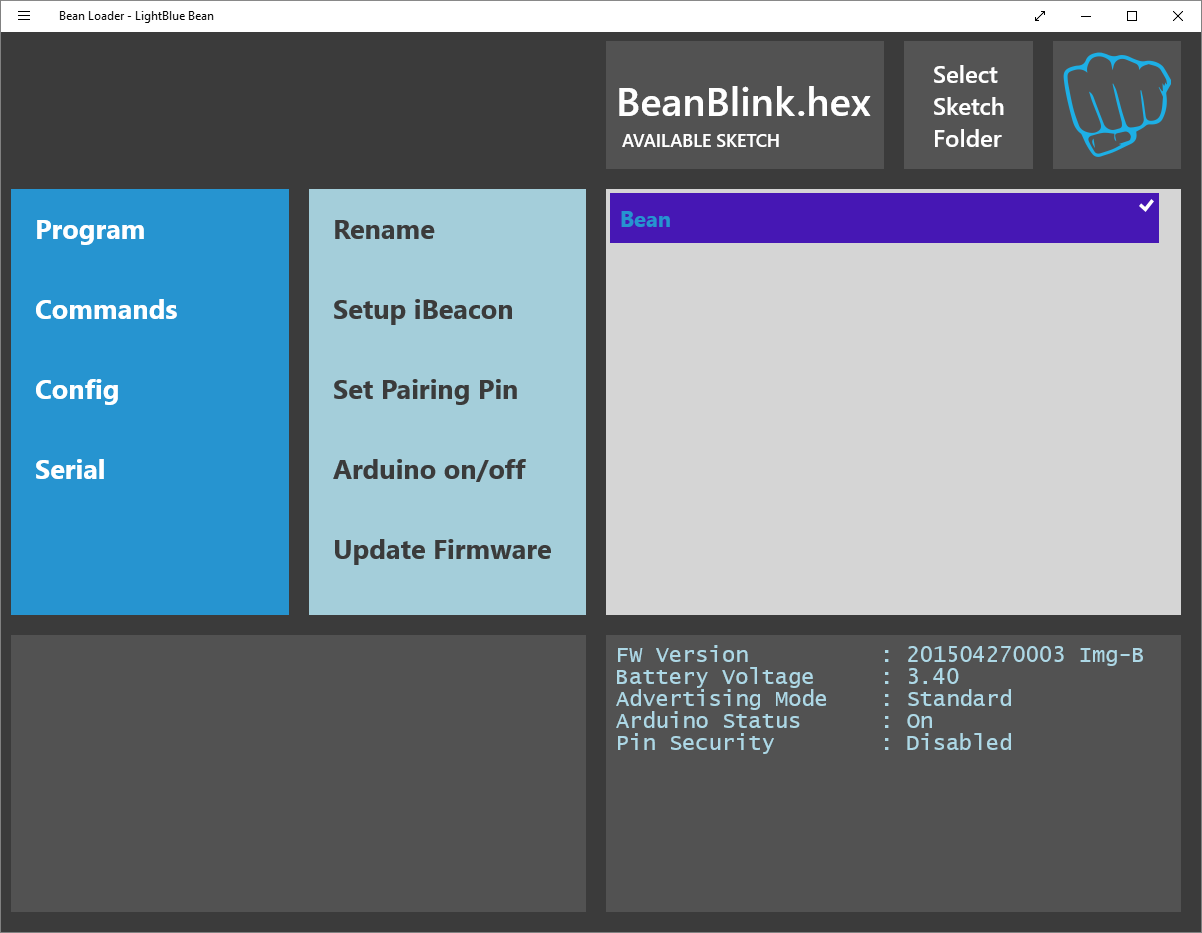 Bean Loader - LightBlue Bean
BeanBlink.hex
AVAILABLE SKETCH
Select
Sketch
Folder
Program
Commands
Config
Serial
Rename
Setup iBeacon
Set Pairing Pin
Arduino on/off
Update Firmware
Bean
FW Version : 201504270003 Img-B
Battery Voltage : 3.40
Advertising Mode : Standard
Arduino Status : On
Pin Security : Disabled